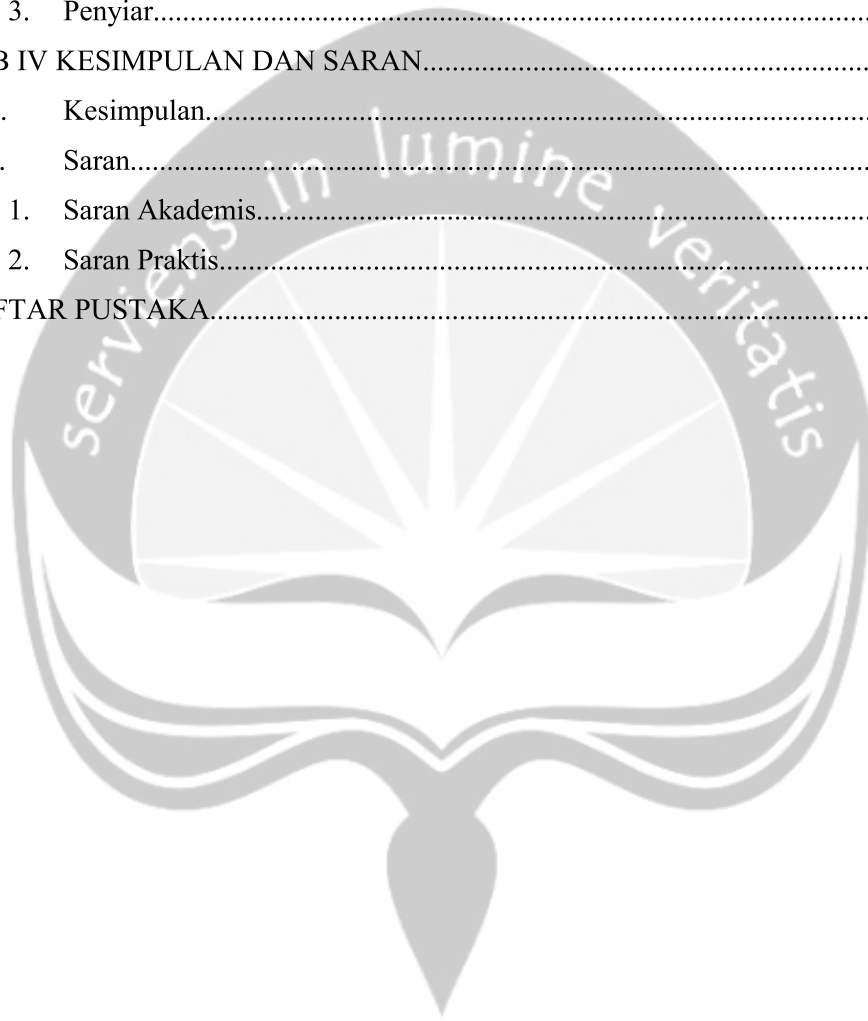 3. Penyiar
B IV KESIMPULAN DAN SARAN
. Kesimpulan
. Saran
1. Saran Akademis
2. Saran Praktis
FTAR PUSTAKA
serviens in lumine veritatis